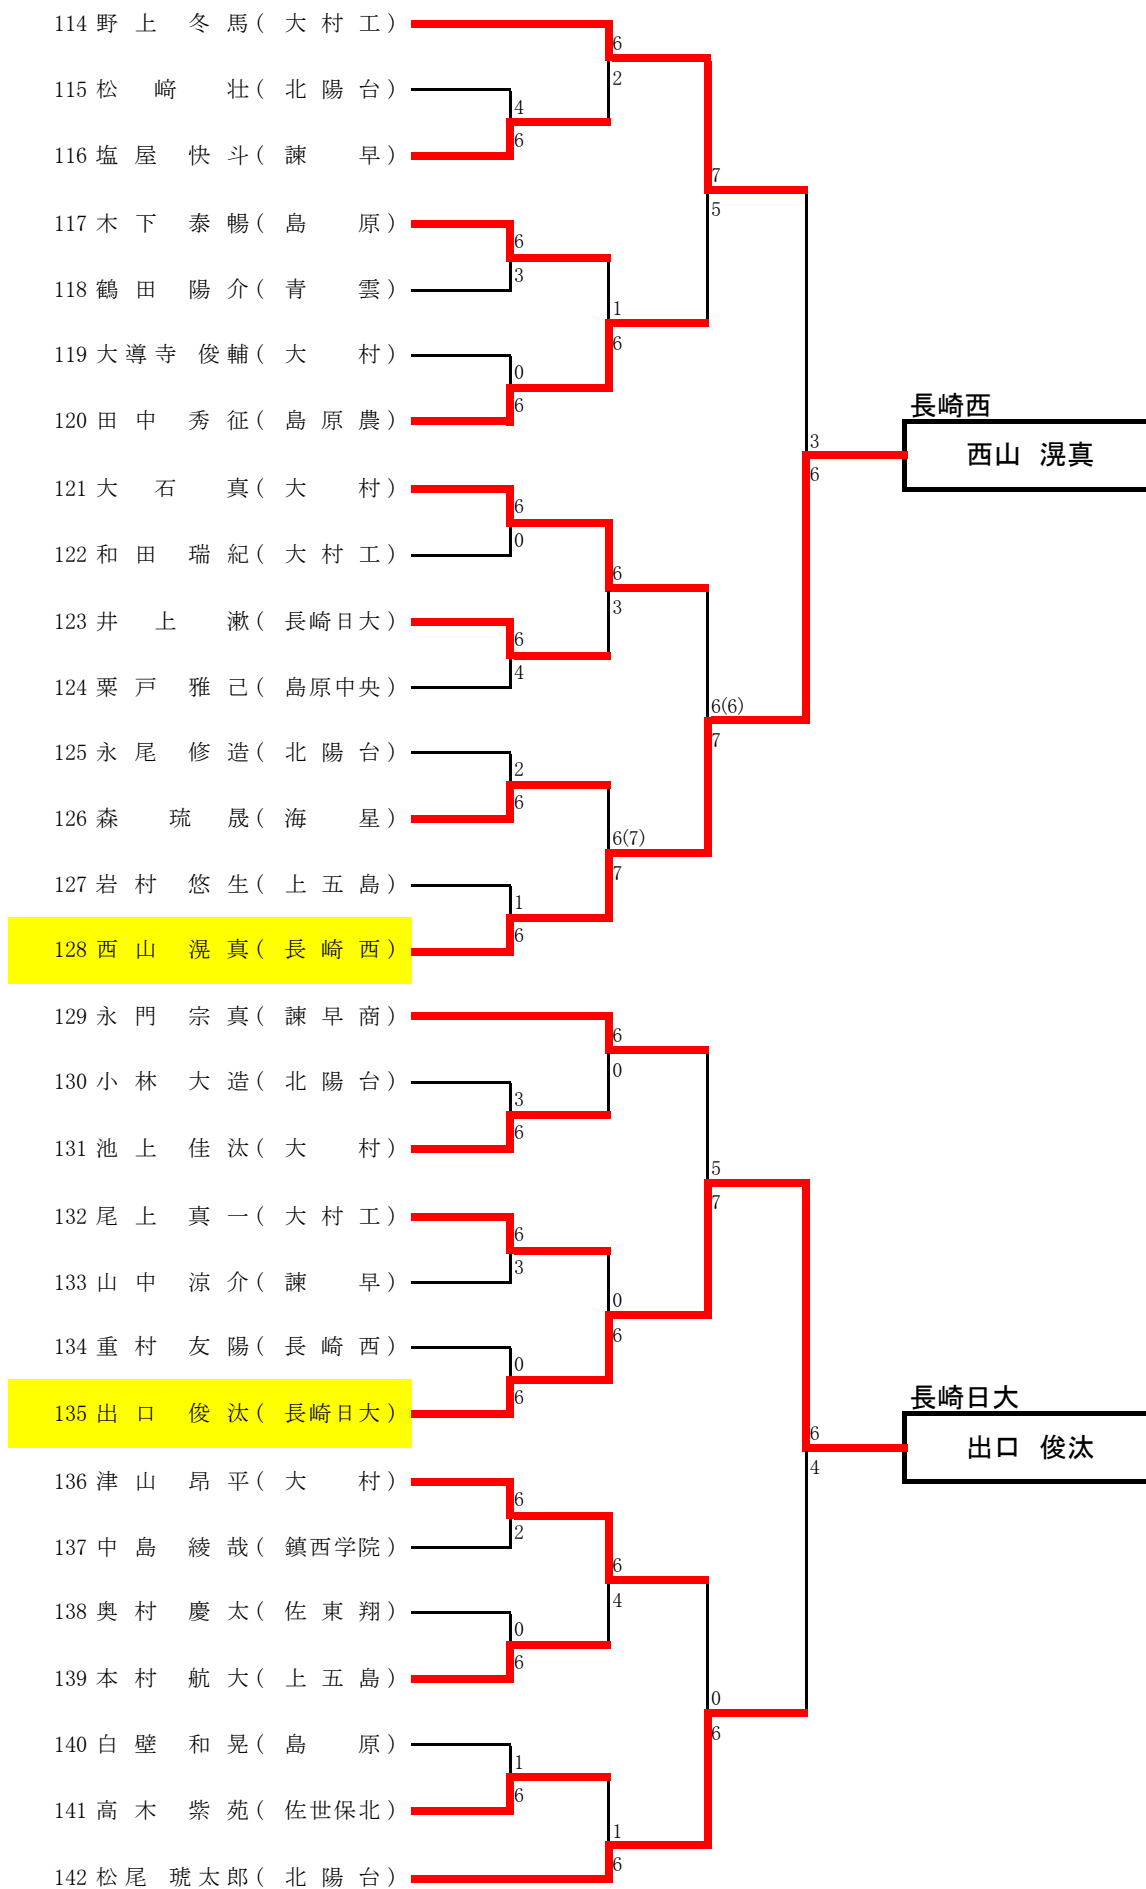 114 野上 冬馬( 大村工)
6
2
115 松﨑 壮( 北陽台)
4
6
116 塩屋 快斗( 諫早)
7
5
117 木下 泰暢( 島原)
6
3
118 鶴田 陽介( 青雲)
1
6
119 大導寺 俊輔( 大村)
0
6
120 田中 秀征( 島原農)
長崎西
3
6
西山 滉真
121 大石 真( 大村)
6
0
122 和田 瑞紀( 大村工)
6
3
123 井上 漱( 長崎日大)
6
4
124 栗戸 雅己( 島原中央)
6(6)
7
125 永尾 修造( 北陽台)
2
6
126 森 琉晟( 海星)
6(7)
7
127 岩村 悠生( 上五島)
1
6
128 西山 滉真( 長崎西)
129 永門 宗真( 諫早商)
6
0
130 小林 大造( 北陽台)
3
6
131 池上 佳汰( 大村)
5
7
132 尾上 真一( 大村工)
6
3
133 山中 涼介( 諫早)
0
6
134 重村 友陽( 長崎西)
0
6
135 出口 俊汰( 長崎日大)
長崎日大
6
4
出口 俊汰
136 津山 昂平( 大村)
6
2
137 中島 綾哉( 鎮西学院)
6
4
138 奥村 慶太( 佐東翔)
0
6
139 本村 航大( 上五島)
0
6
140 白壁 和晃( 島原)
1
6
141 高木 紫苑( 佐世保北)
1
6
142 松尾 琥太郎( 北陽台)